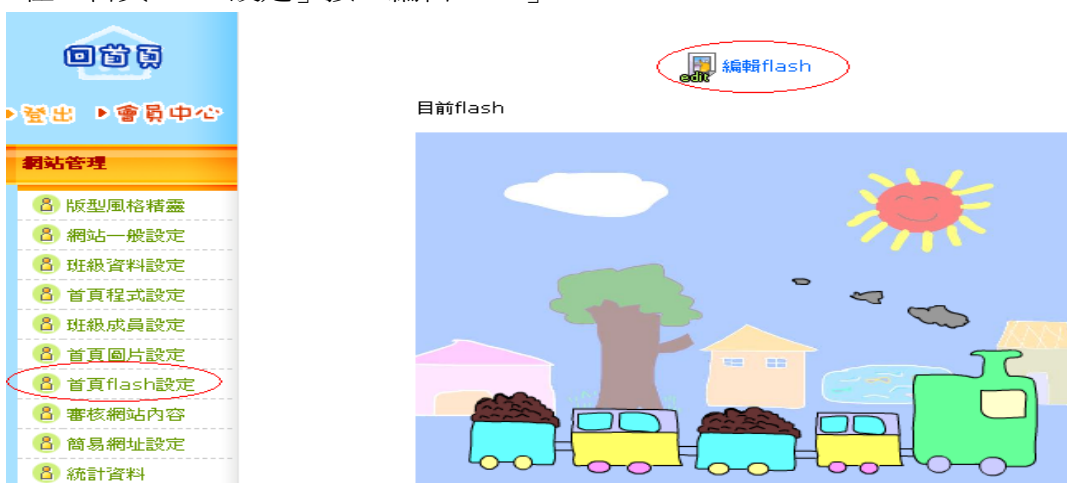 回首頁
編輯flash
edit
登出 會員中心
目前flash
網站管理
版型風格精靈
網站一般設定
班級資料設定
首頁程式設定
班級成員設定
首頁圖片設定
首頁flash設定
審核網站內容
簡易網址設定
統計資料